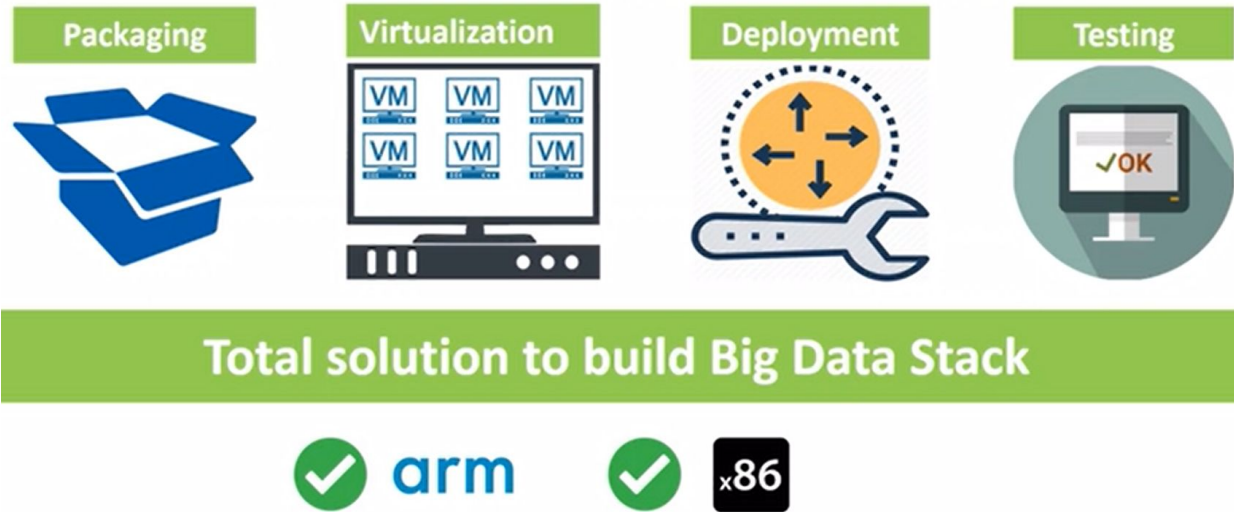 Packaging
Virtualization
Deployment
Testing
VM VM VM
VM VM VM
✓OK
Total solution to build Big Data Stack
arm
x86